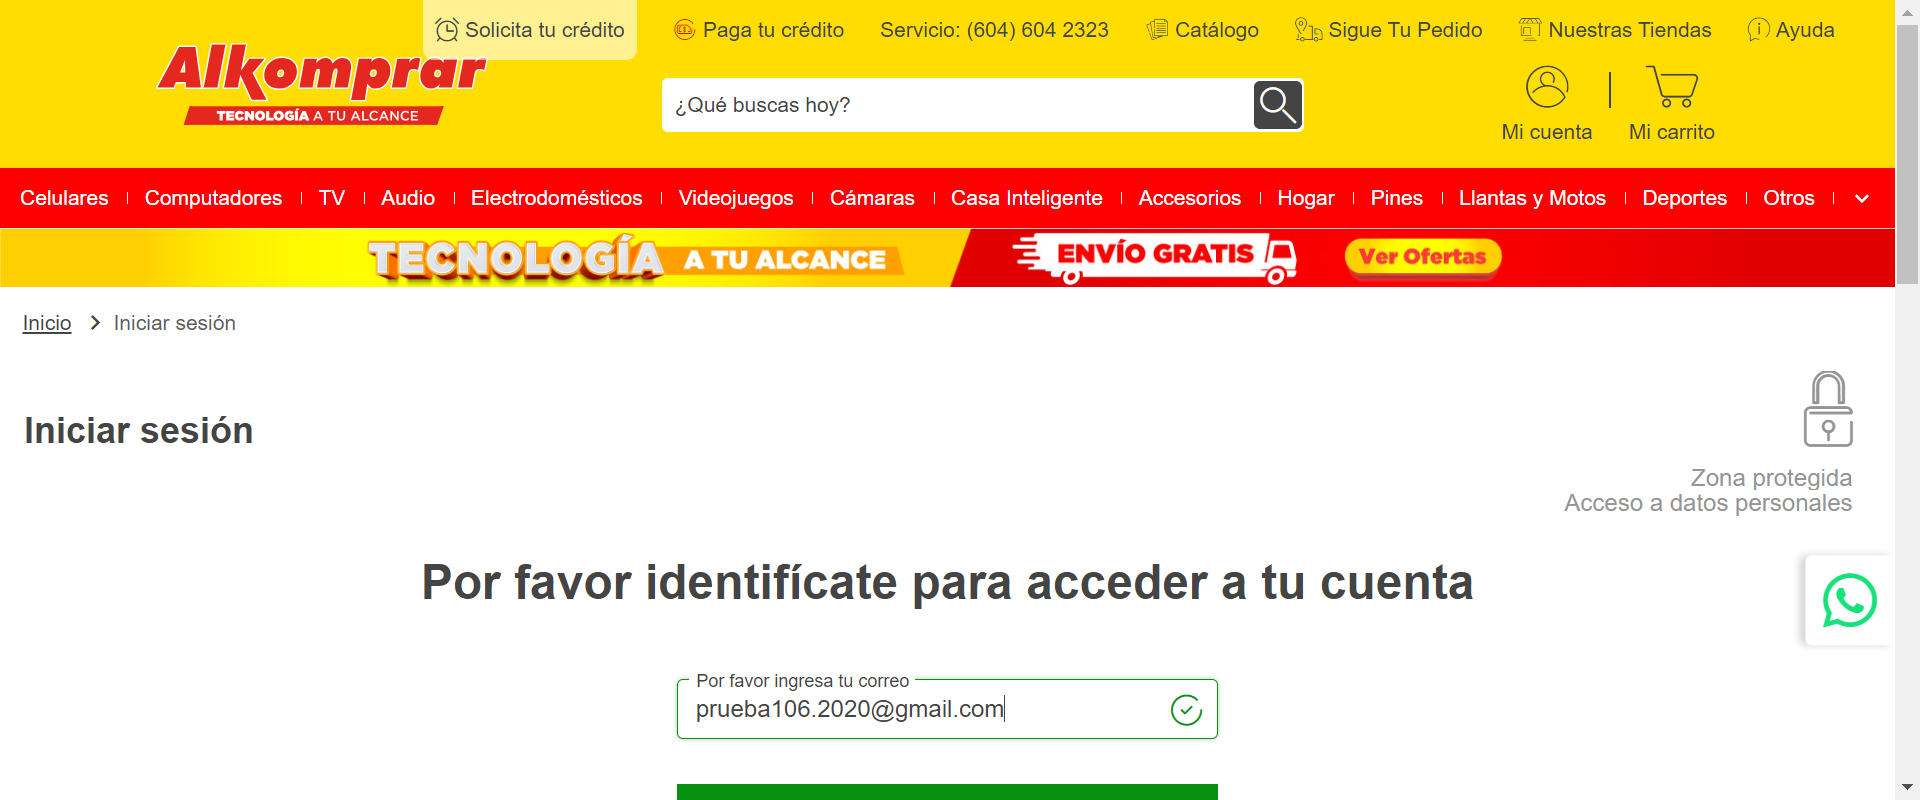 Solicita tu crédito
Paga tu crédito
Servicio: (604) 604 2323
Catálogo
Sigue Tu Pedido
Nuestras Tiendas
Ayuda
Alkomprar
TECNOLOGÍA A TU ALCANCE
¿Qué buscas hoy?
Mi cuenta
Mi carrito
Celulares
Computadores
TV
Audio
Electrodomésticos
Videojuegos
Cámaras
Casa Inteligente
Accesorios
Hogar
Pines
Llantas y Motos
Deportes
Otros
TECNOLOGÍA A TU ALCANCE
ENVÍO GRATIS
Ver Ofertas
Inicio
Iniciar sesión
Iniciar sesión
Zona protegida
Acceso a datos personales
Por favor identifícate para acceder a tu cuenta
Por favor ingresa tu correo
prueba106.2020@gmail.com